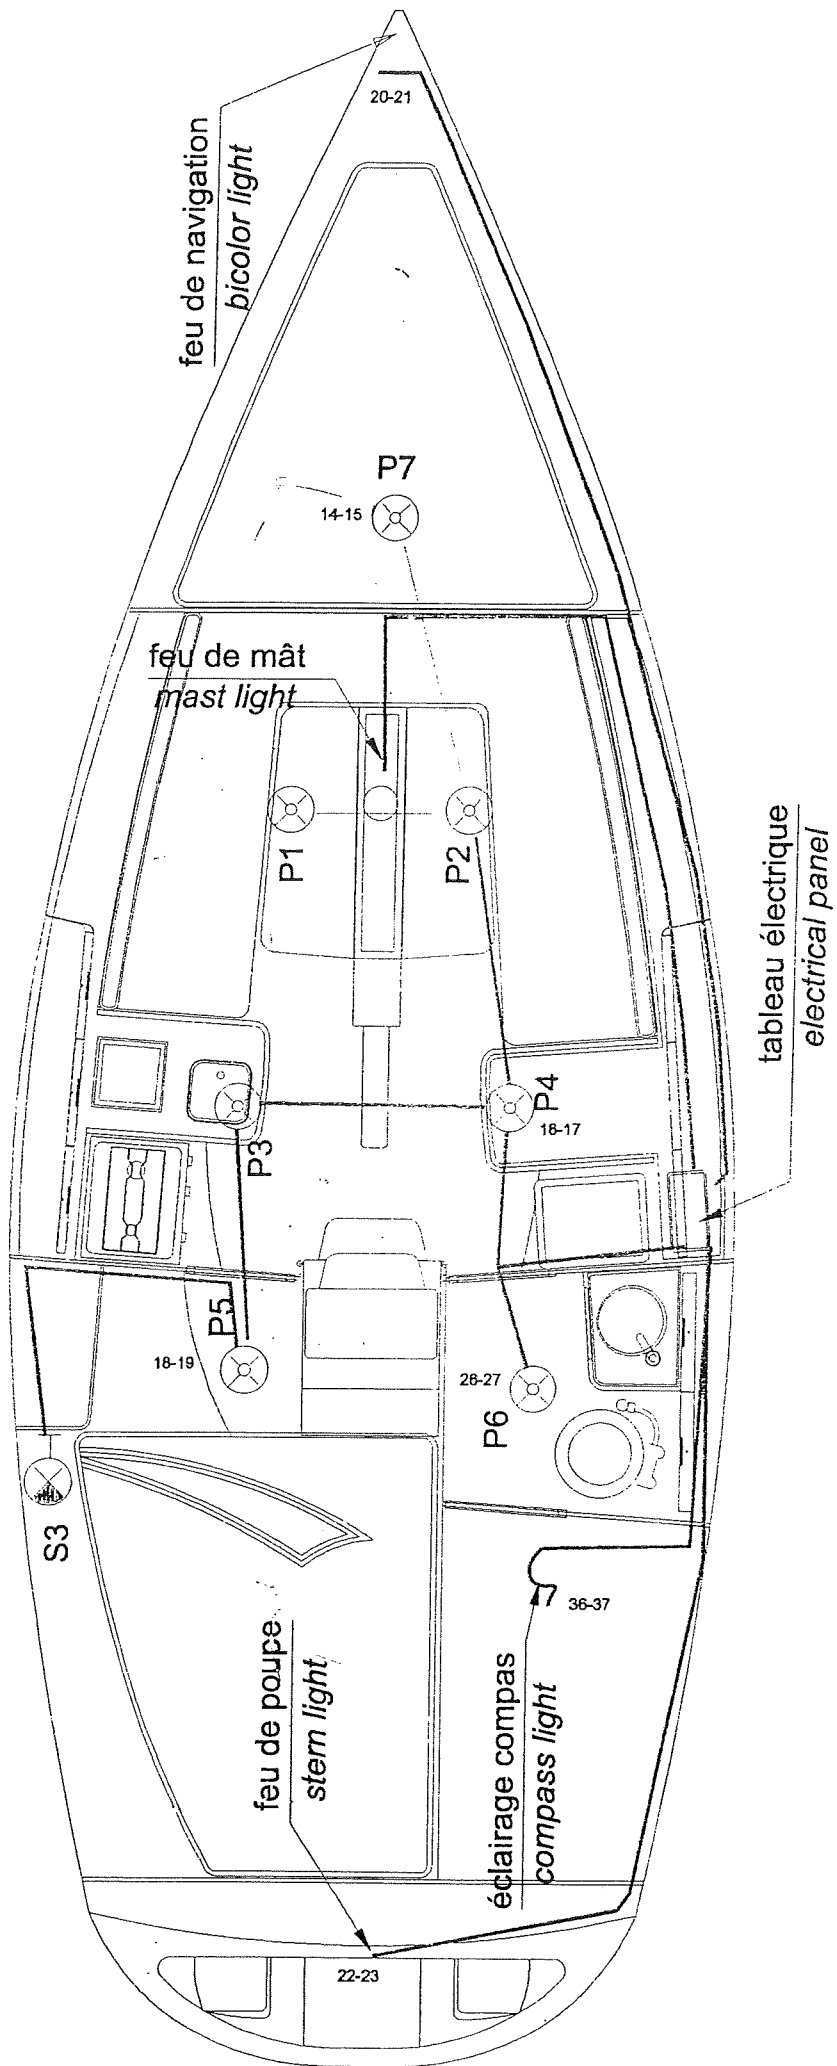 20-21
feu de navigation
bicolor light
P7
14-15
feu de mât
mast light
P1
P2
tableau électrique
electrical panel
P3
P4
18-17
P5
18-19
26-27
P6
S3
36-37
feu de poupe
stern light
éclairage compas
compass light
22-23